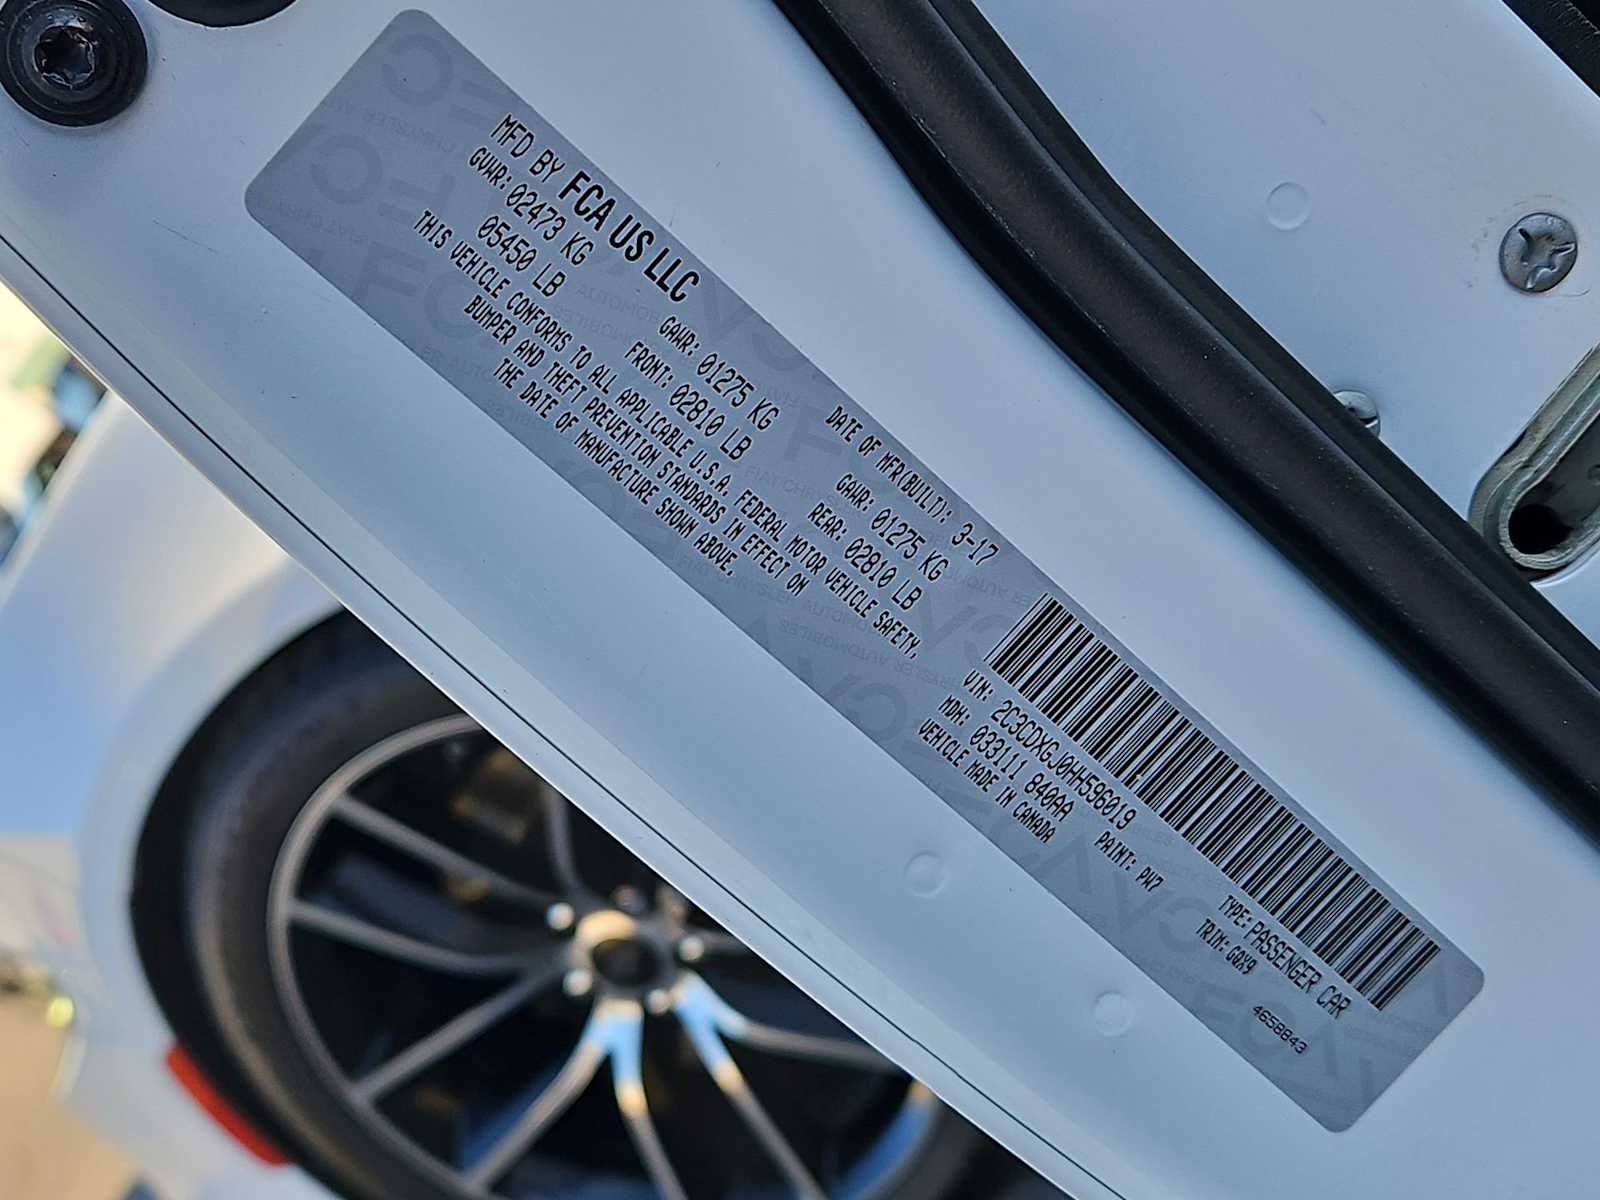 MFD BY FCA US LLC
DATE OF MFR(BUILT): 3-17
GVWR: 02473 KG
05450 LB
GAWR: 01275 KG
FRONT: 02810 LB
GAWR: 01275 KG
REAR: 02810 LB
THIS VEHICLE CONFORMS TO ALL APPLICABLE U.S.A. FEDERAL MOTOR VEHICLE SAFETY,
BUMPER AND THEFT PREVENTION STANDARDS IN EFFECT ON
THE DATE OF MANUFACTURE SHOWN ABOVE.
VIN: 2C3CDXGJ0HH596019
TYPE: PASSENGER CAR
MDH: 033111 840AA
PAINT: PW7
TRIM: GQX9
VEHICLE MADE IN CANADA
4658843